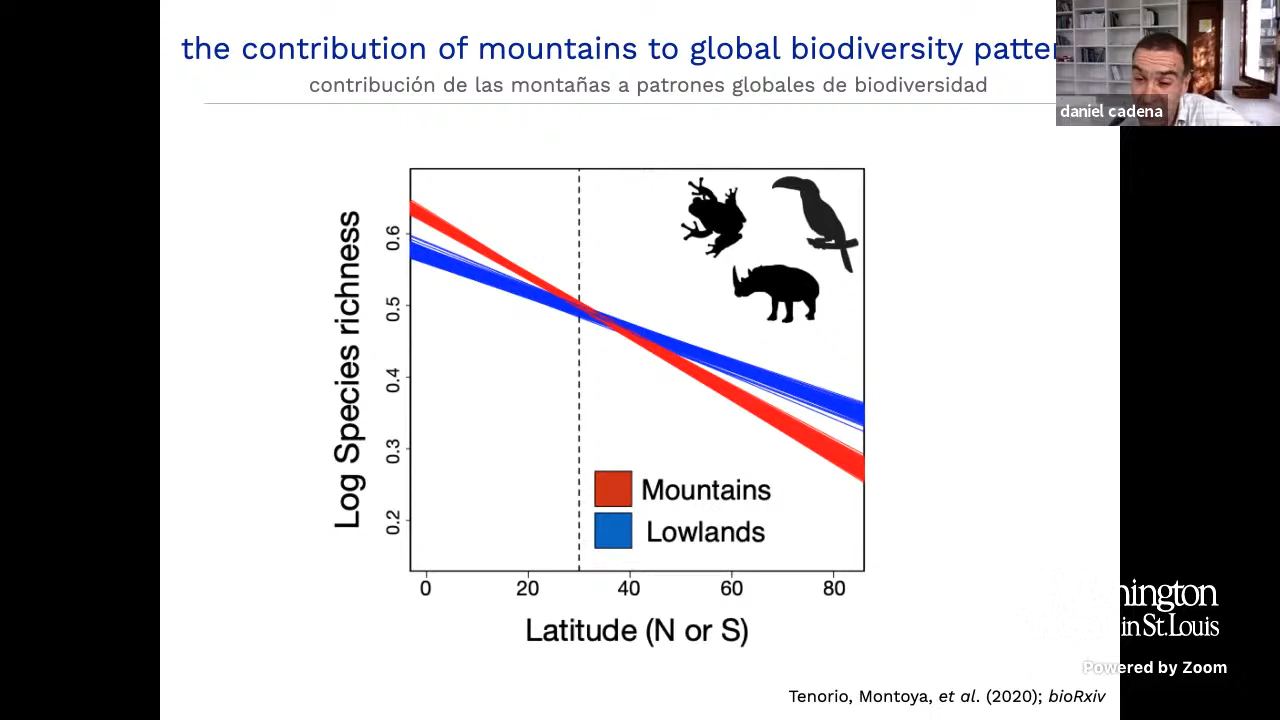 the contribution of mountains to global biodiversity
contribución de las montañas a patrones globales de biodiversidad
daniel cadena
Log Species richness
0.6
0.5
0.4
0.3
0.2
Mountains
Lowlands
0 20 40 60 80
Latitude (N or S)
in St. Louis
Powered by Zoom
Tenorio, Montoya, et al. (2020); bioRxiv